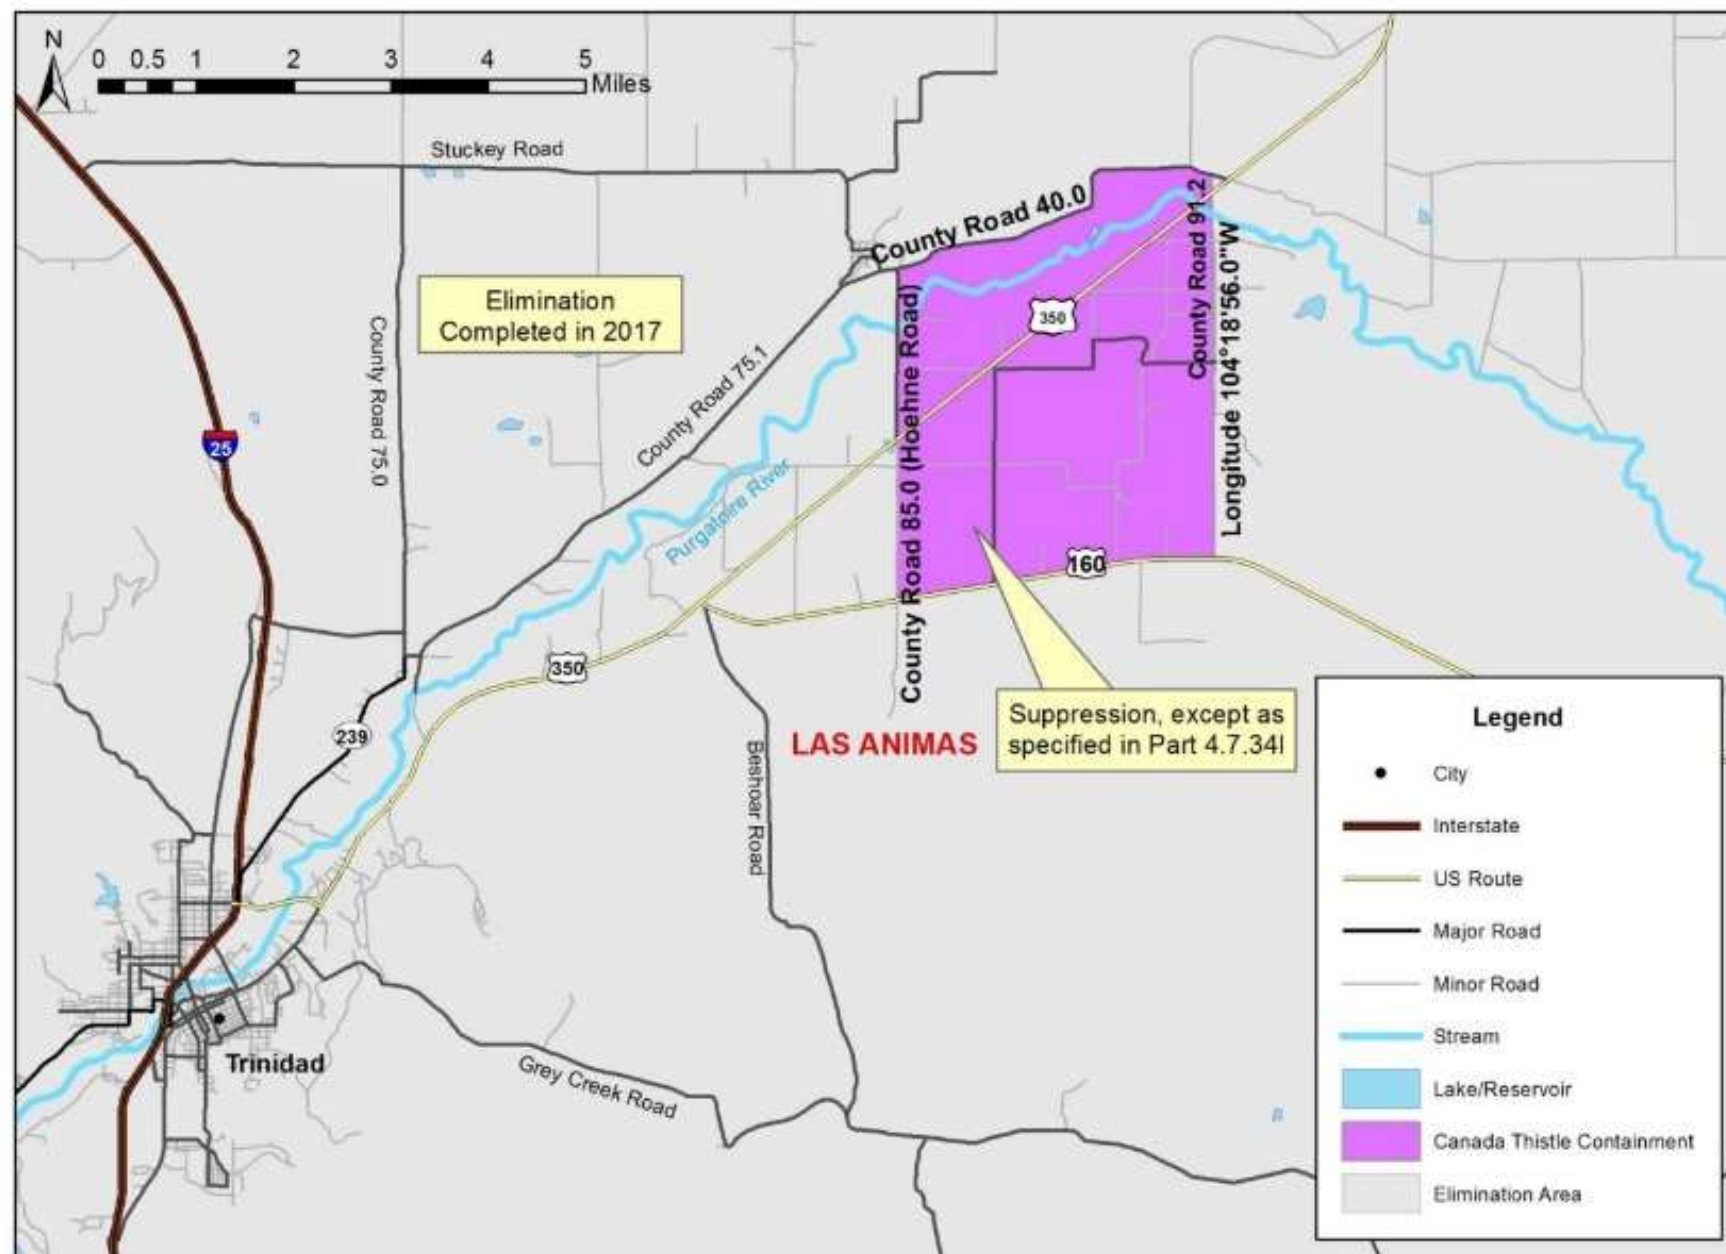 N
0 0.5 1 2 3 4 5
Miles
Stuckey Road
County Road 40.0
County Road 91.2
Longitude 104°18'56.0"W
Elimination
Completed in 2017
County Road 75.0
County Road 75.1
350
County Road 85.0 (Hoehne Road)
25
Purgatoire River
160
350
239
LAS ANIMAS
Suppression, except as
specified in Part 4.7.34I
Beshoar Road
Trinidad
Grey Creek Road
Legend
City
Interstate
US Route
Major Road
Minor Road
Stream
Lake/Reservoir
Canada Thistle Containment
Elimination Area